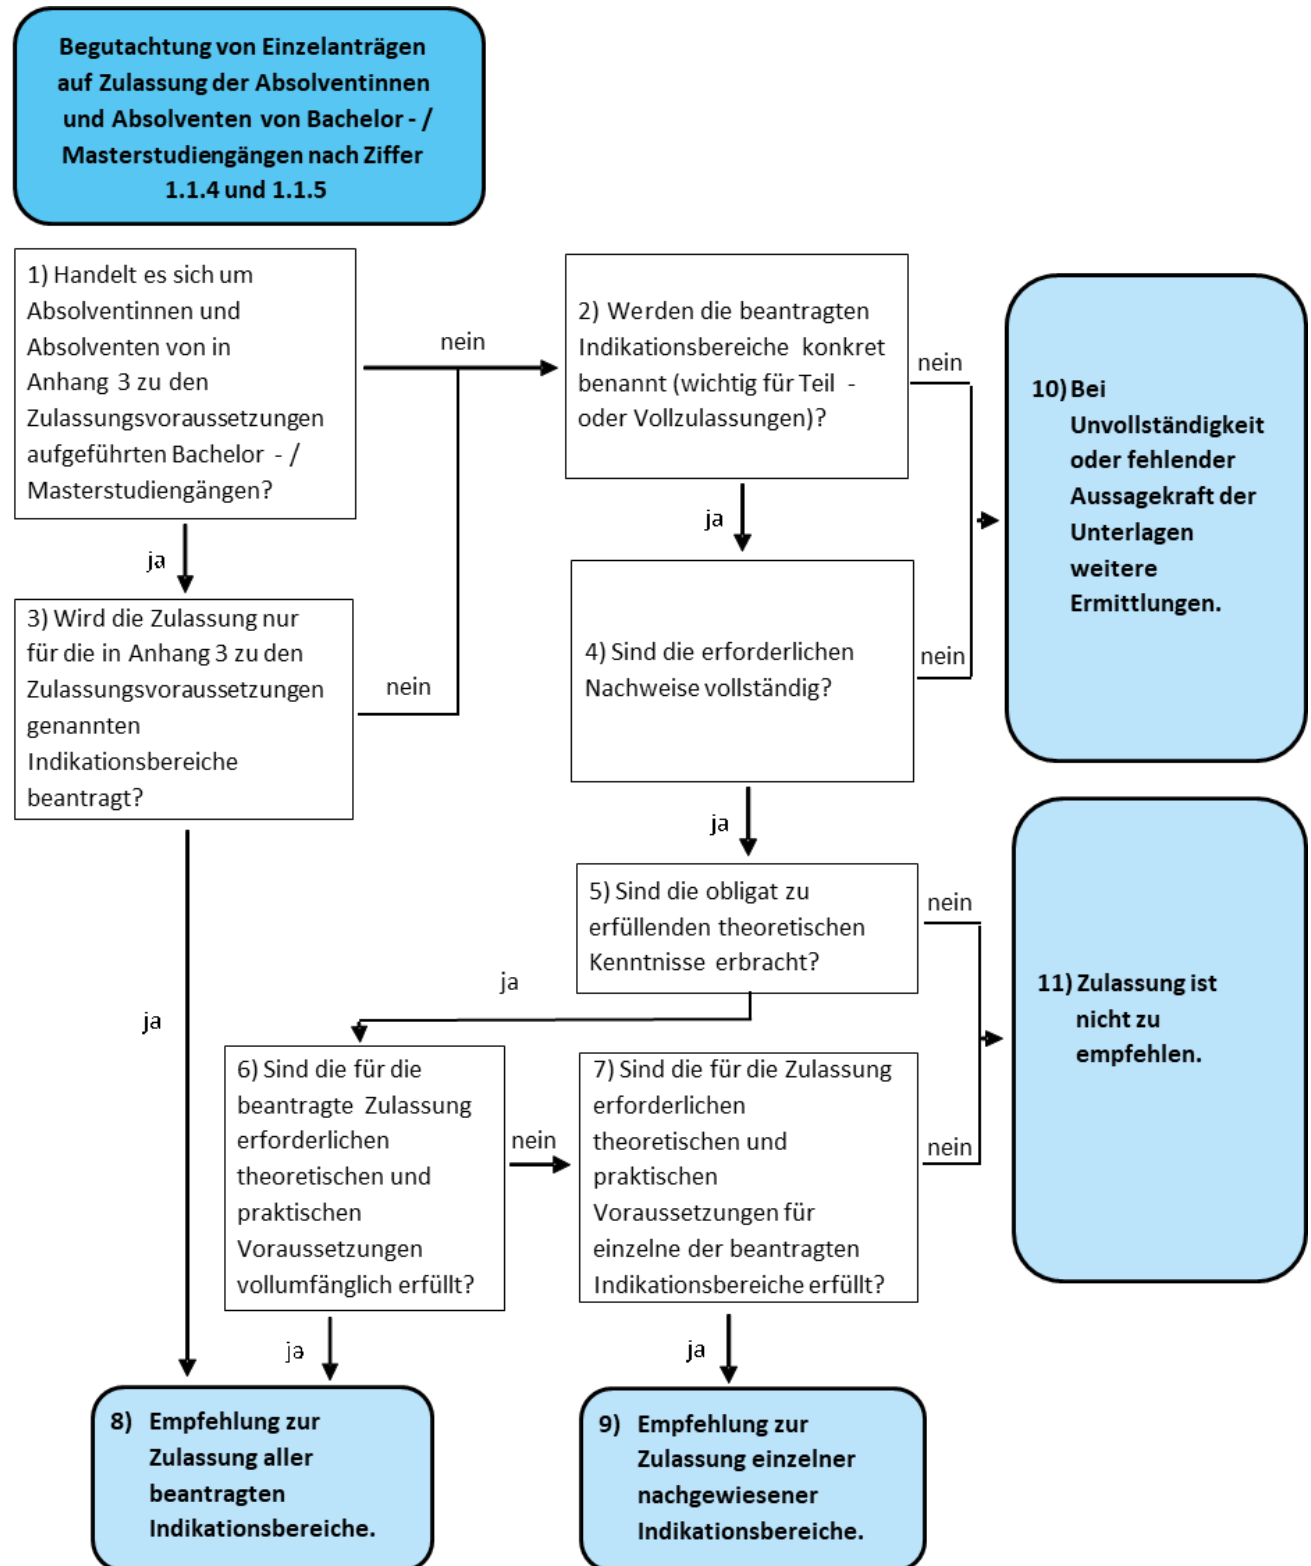 Begutachtung von Einzelanträgen
auf Zulassung der Absolventinnen
und Absolventen von Bachelor - /
Masterstudiengängen nach Ziffer
1.1.4 und 1.1.5
1) Handelt es sich um
Absolventinnen und
Absolventen von in
Anhang 3 zu den
Zulassungsvoraussetzungen
aufgeführten Bachelor - /
Masterstudiengängen?
nein
2) Werden die beantragten
Indikationsbereiche konkret
benannt (wichtig für Teil -
oder Vollzulassungen)?
nein
10) Bei
Unvollständigkeit
oder fehlender
Aussagekraft der
Unterlagen
weitere
Ermittlungen.
ja
ja
3) Wird die Zulassung nur
für die in Anhang 3 zu den
Zulassungsvoraussetzungen
genannten
Indikationsbereiche
beantragt?
nein
4) Sind die erforderlichen
Nachweise vollständig?
nein
ja
ja
5) Sind die obligat zu
erfüllenden theoretischen
Kenntnisse erbracht?
nein
ja
11) Zulassung ist
nicht zu
empfehlen.
6) Sind die für die
beantragte Zulassung
erforderlichen
theoretischen und
praktischen
Voraussetzungen
vollumfänglich erfüllt?
nein
7) Sind die für die Zulassung
erforderlichen
theoretischen und
praktischen
Voraussetzungen für
einzelne der beantragten
Indikationsbereiche erfüllt?
nein
ja
ja
8) Empfehlung zur
Zulassung aller
beantragten
Indikationsbereiche.
9) Empfehlung zur
Zulassung einzelner
nachgewiesener
Indikationsbereiche.